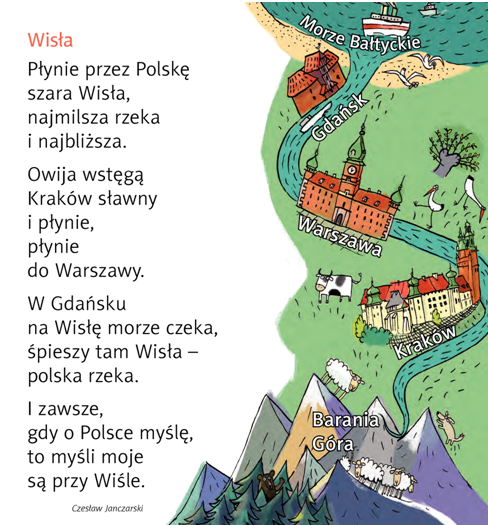 Wisła
Płynie przez Polskę
szara Wisła,
najmilsza rzeka
i najbliższa.
Owija wstęgą
Kraków sławny
i płynie,
płynie
do Warszawy.
W Gdańsku
na Wisłę morze czeka,
śpieszy tam Wisła –
polska rzeka.
I zawsze,
gdy o Polsce myślę,
to myśli moje
są przy Wiśle.
Czesław Janczarski
Morze Bałtyckie
Gdańsk
Warszawa
Kraków
Barania
Góra